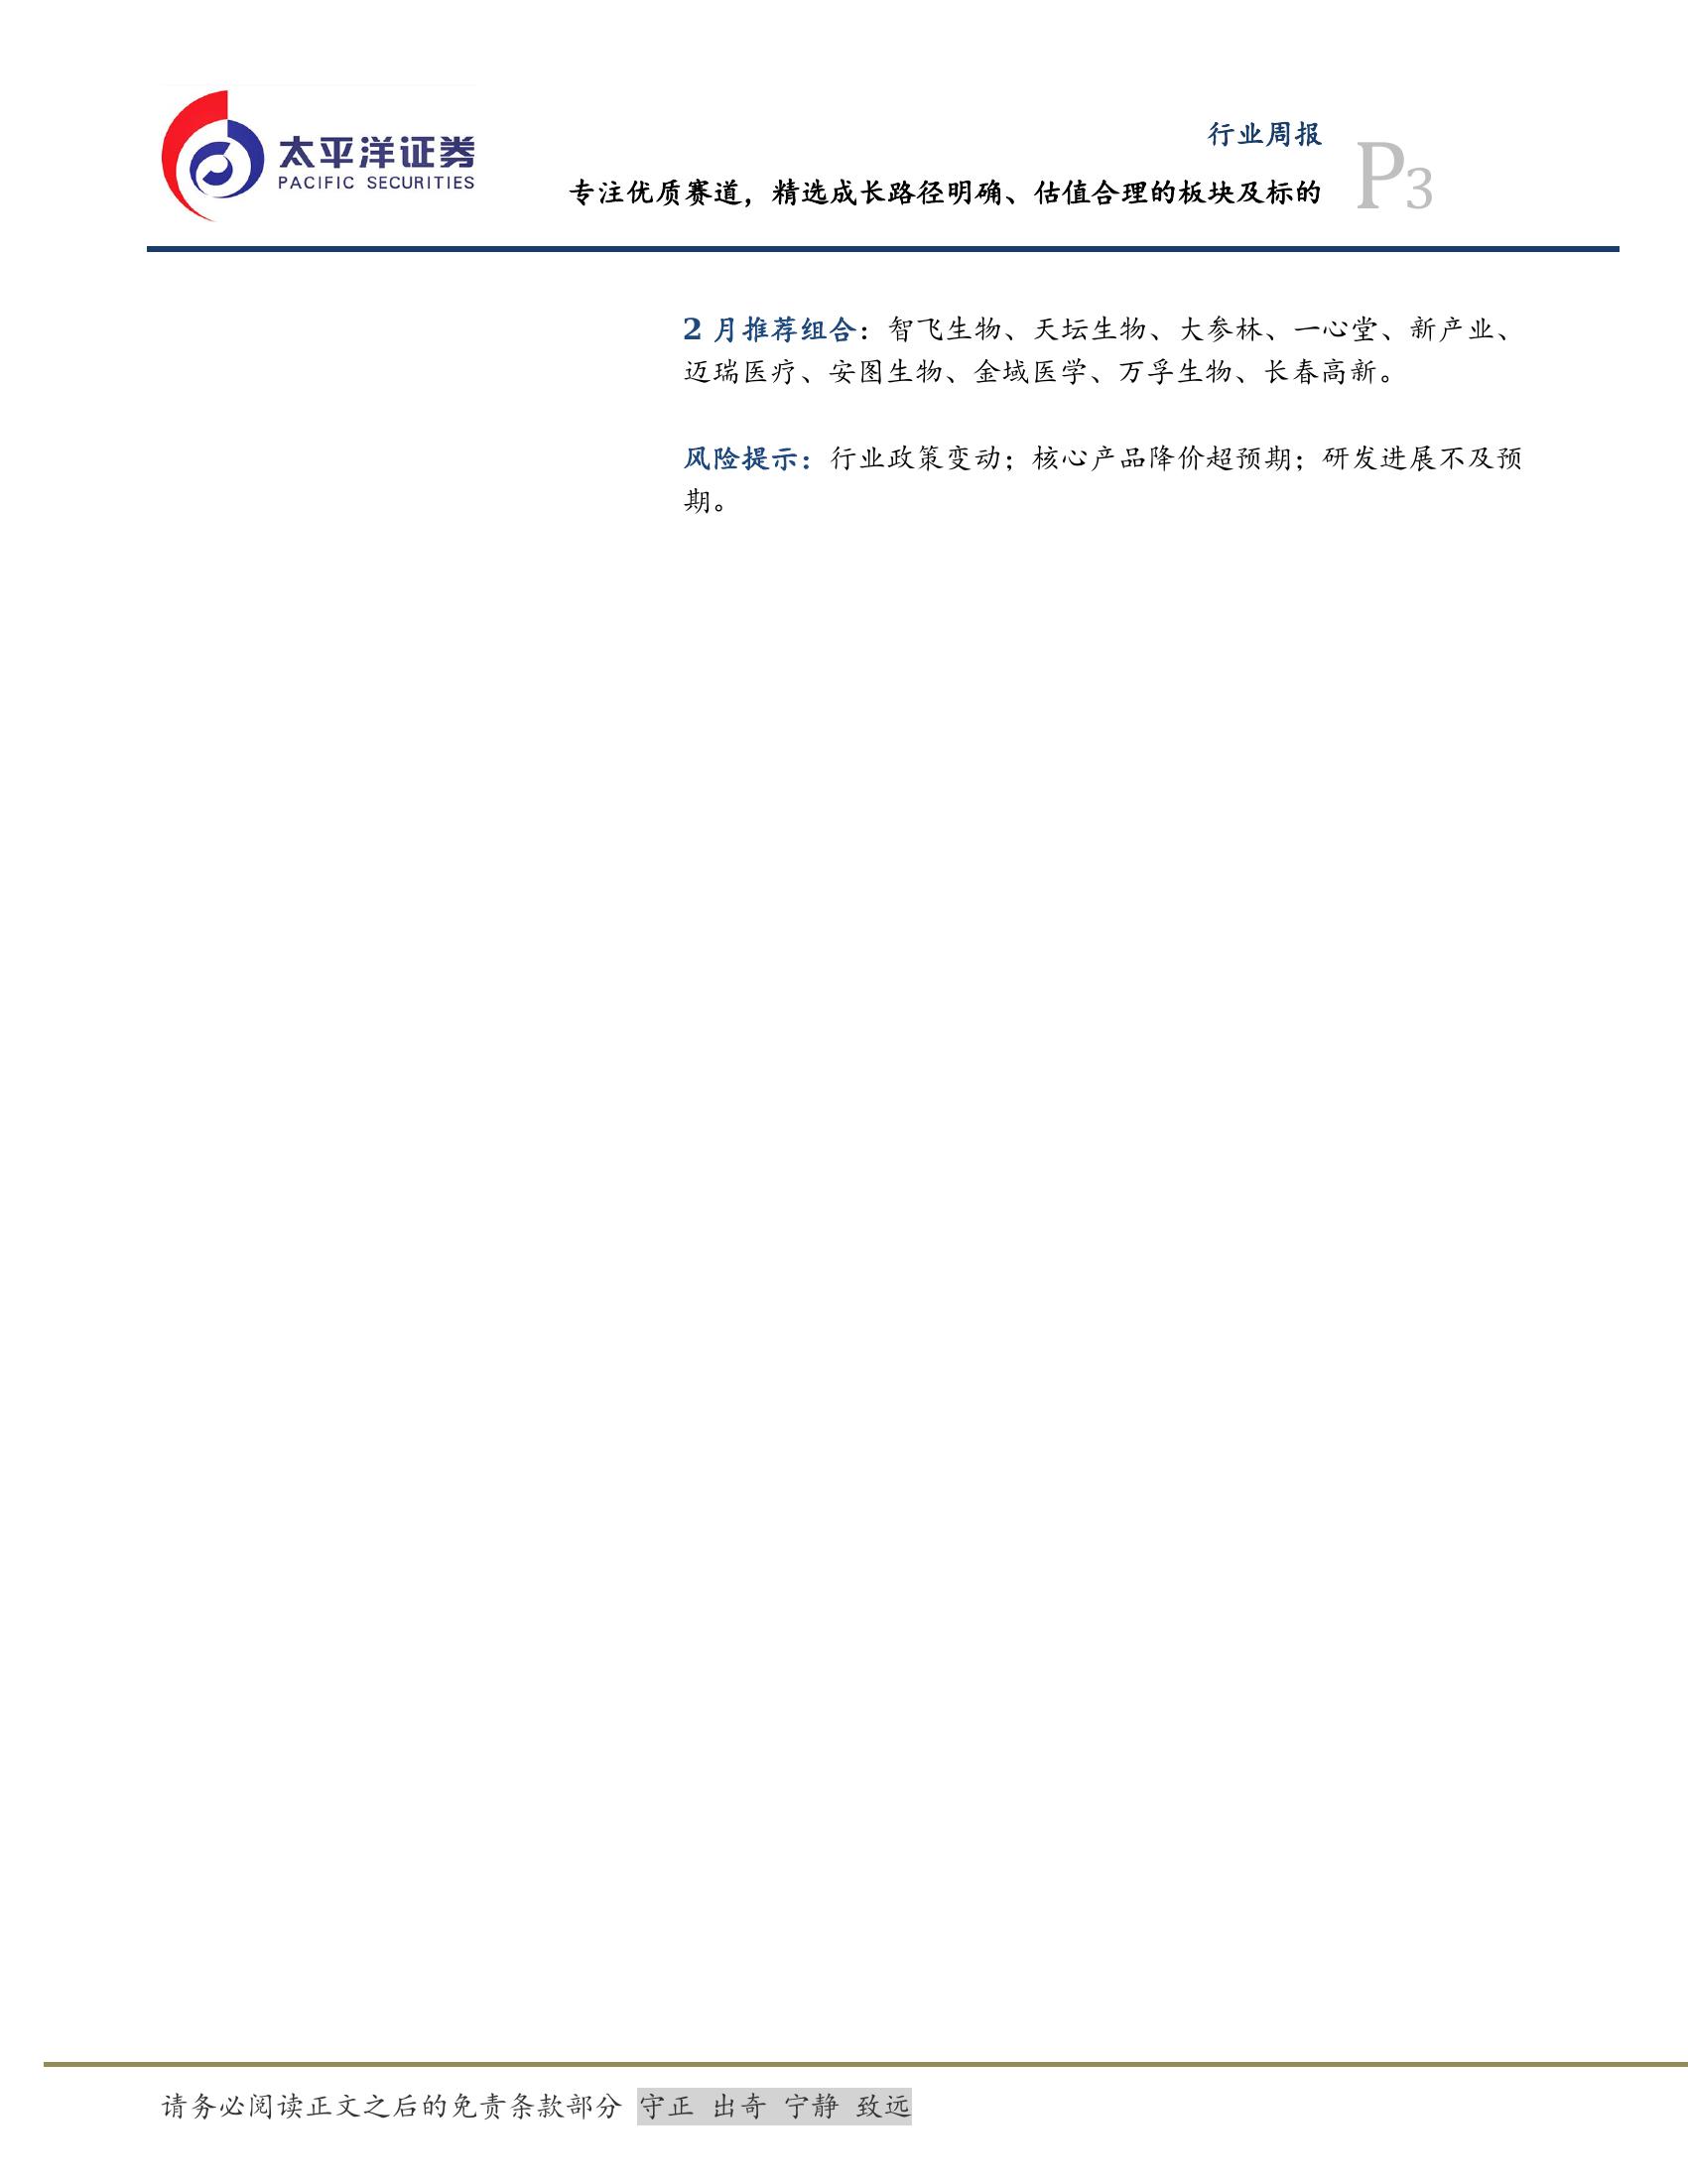 太平洋证券
PACIFIC SECURITIES
行业周报
专注优质赛道，精选成长路径明确、估值合理的板块及标的
P3
2 月推荐组合：智飞生物、天坛生物、大参林、一心堂、新产业、
迈瑞医疗、安图生物、金域医学、万孚生物、长春高新。
风险提示：行业政策变动；核心产品降价超预期；研发进展不及预
期。
请务必阅读正文之后的免责条款部分 守正 出奇 宁静 致远